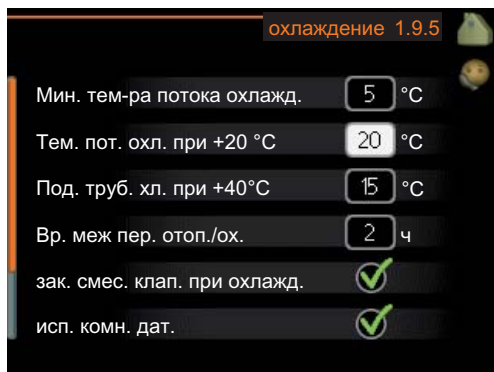 охлаждение 1.9.5
Мин. тем-ра потока охлажд. 5 °C
Тем. пот. охл. при +20 °C 20 °C
Под. труб. хл. при +40°C 15 °C
Вр. меж пер. отоп./ох. 2 ч
зак. смес. клап. при охлажд.
исп. комн. дат.